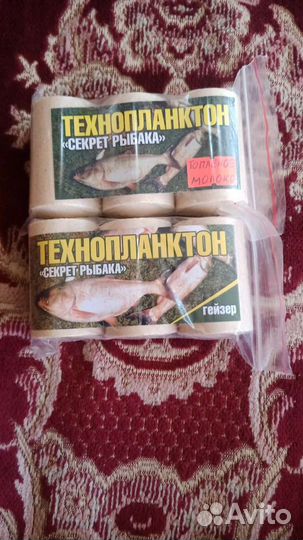 ТЕХНОПЛАНКТОН
«СЕКРЕТ РЫБАКА»
ТОПЛЕНОЕ
МОЛОКО
ТЕХНОПЛАНКТОН
«СЕКРЕТ РЫБАКА»
гейзер
Avito